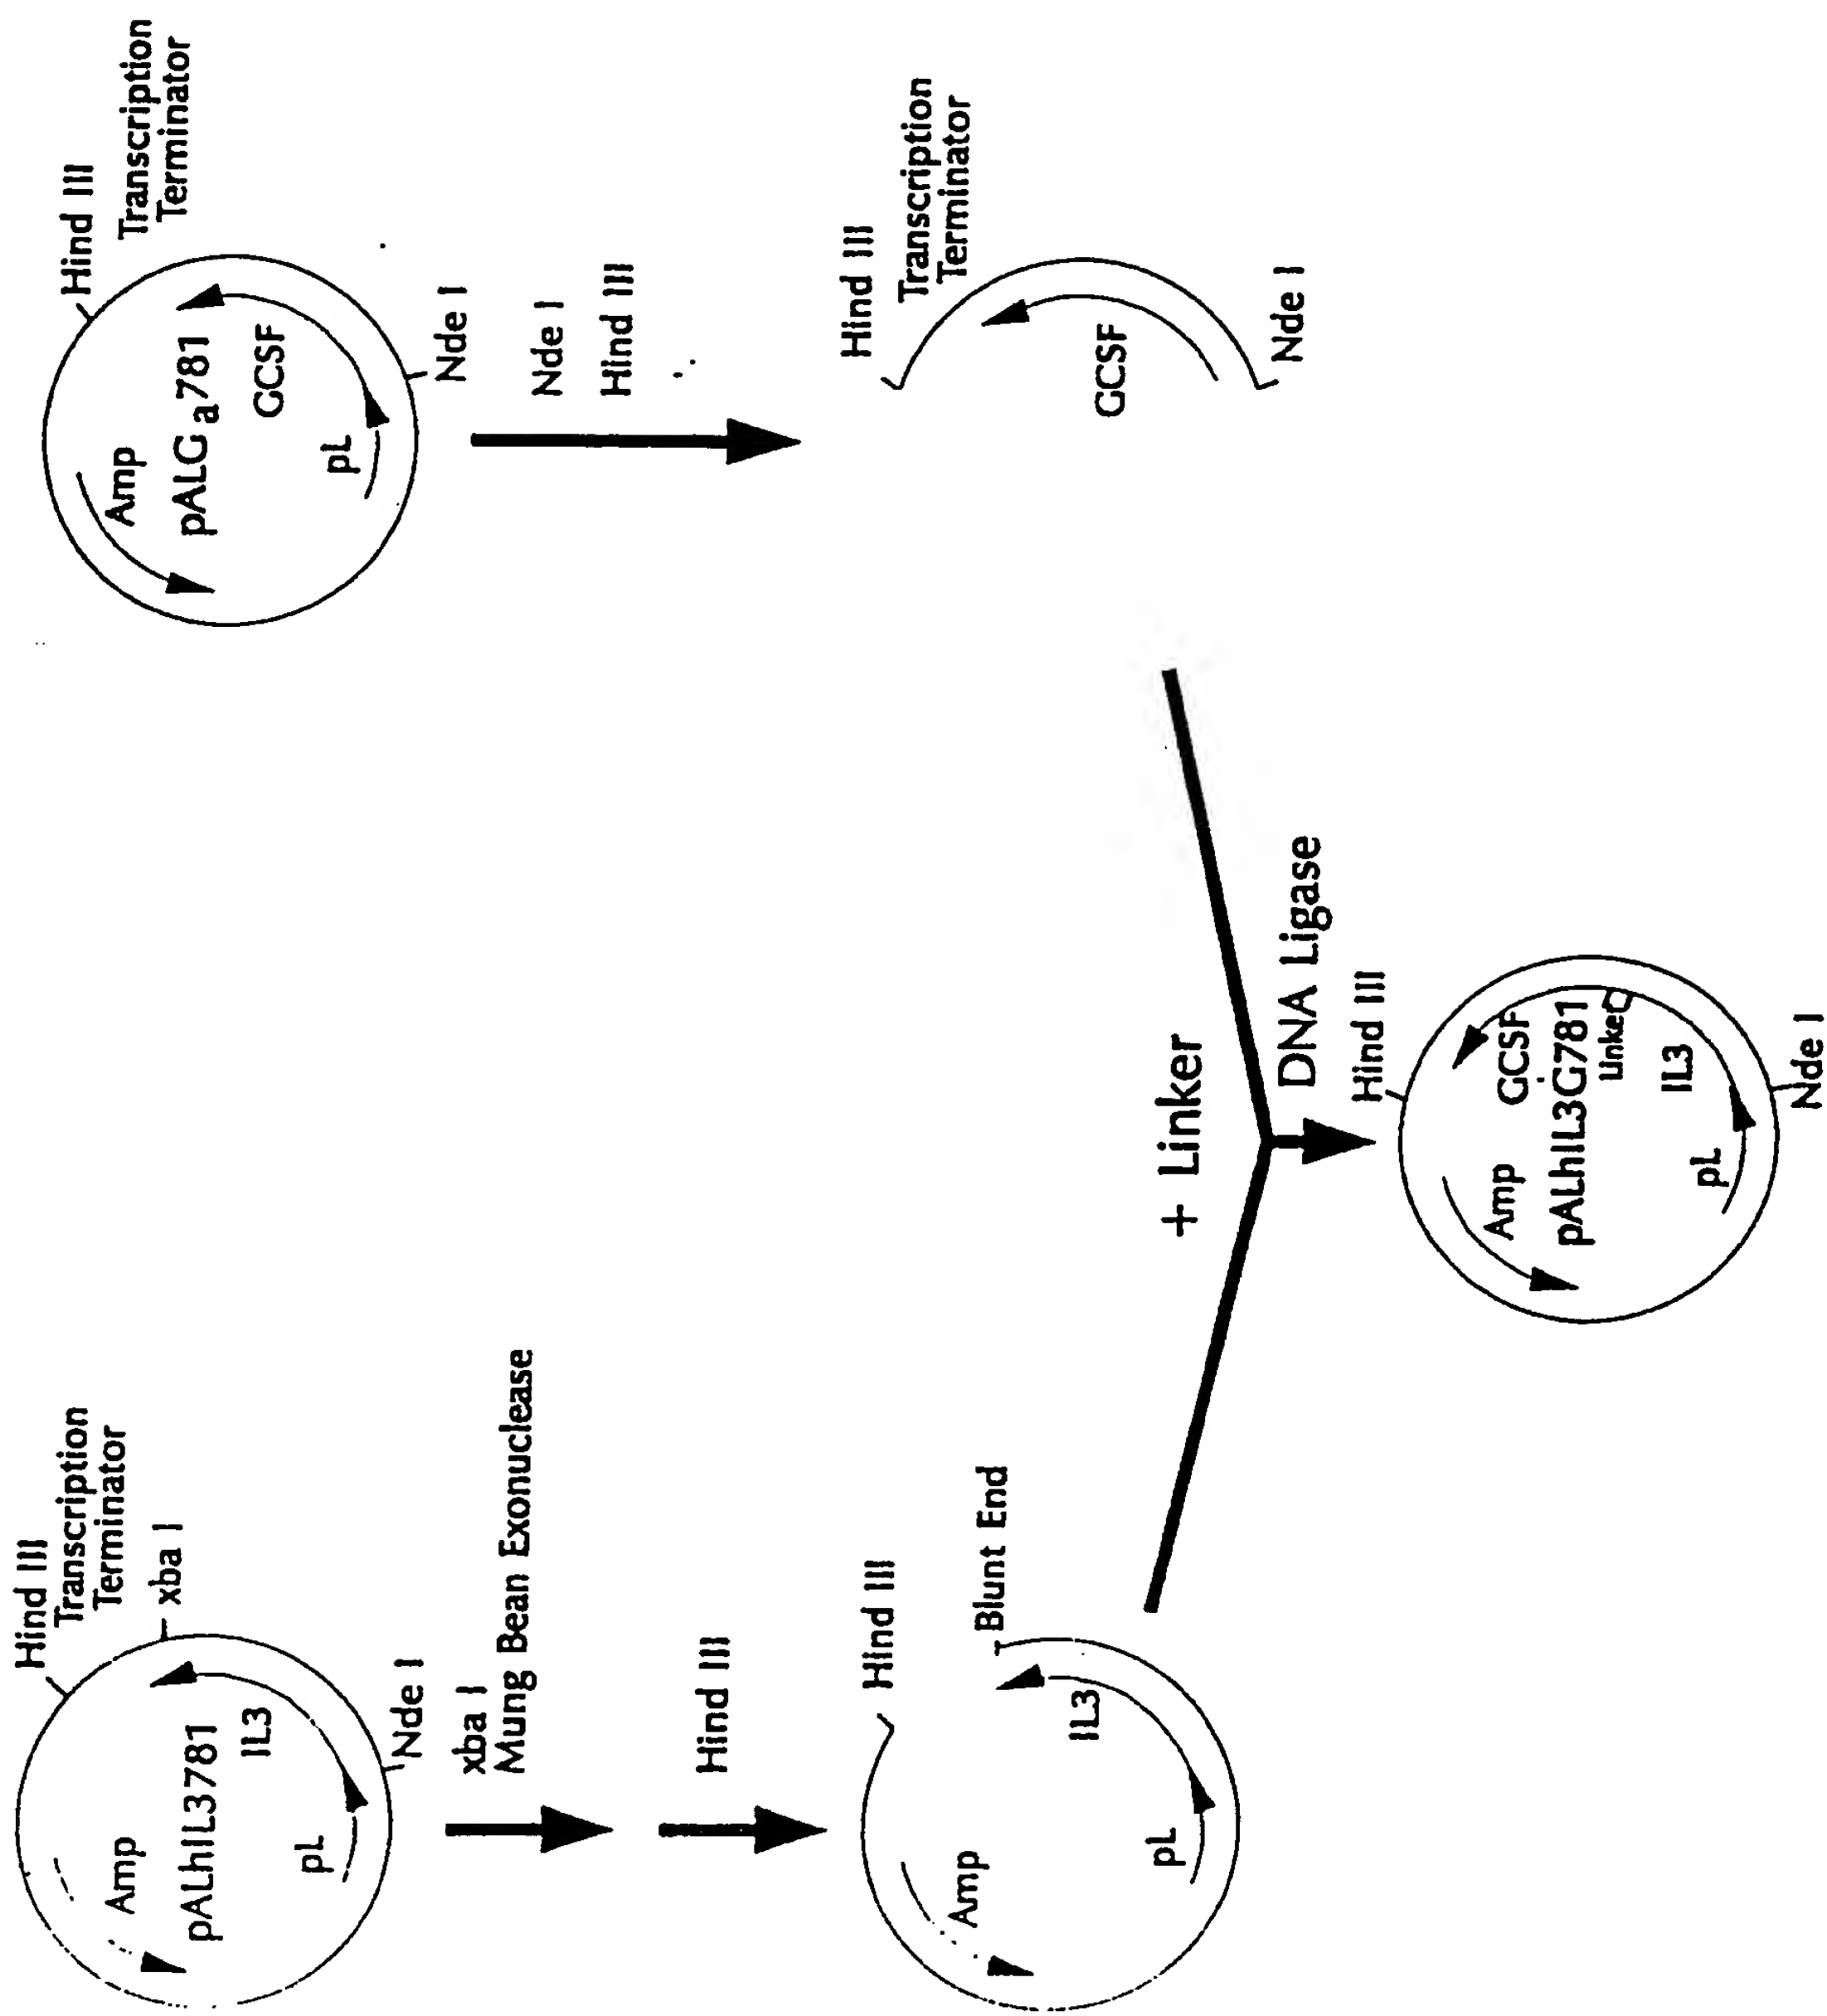 Hind III
Transcription
Terminator
xba I
Amp
pALhIL3781
IL3
pL
Nde I
xba I
Mung Bean Exonuclease
Hind III
Hind III
Blunt End
Amp
IL3
pL
Hind III
Transcription
Terminator
Amp
pALGa781
GCSF
pL
Nde I
Nde I
Hind III
Hind III
Transcription
Terminator
GCSF
Nde I
+ Linker
DNA Ligase
Hind III
Amp
GCSF
pALhIL3G781
Linker
IL3
pL
Nde I